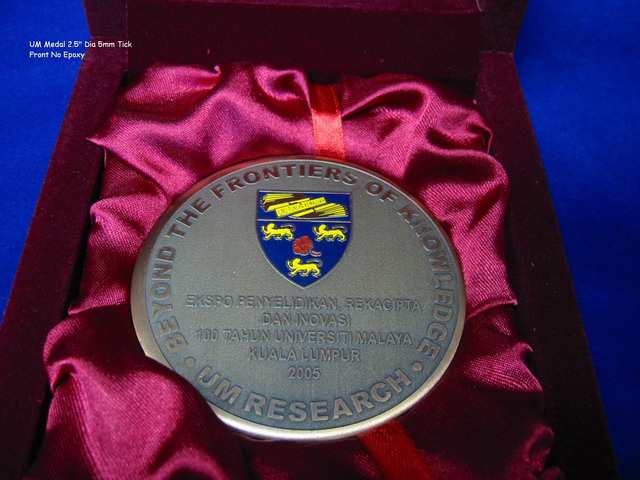 UM Medal 2.5" Dia 5mm Tick
Front No Epoxy
BEYOND THE FRONTIERS OF KNOWLEDGE
EKSPO PENYELIDIKAN, REKACIPTA
DAN INOVASI
100 TAHUN UNIVERSITI MALAYA
KUALA LUMPUR
2005
• UM RESEARCH •